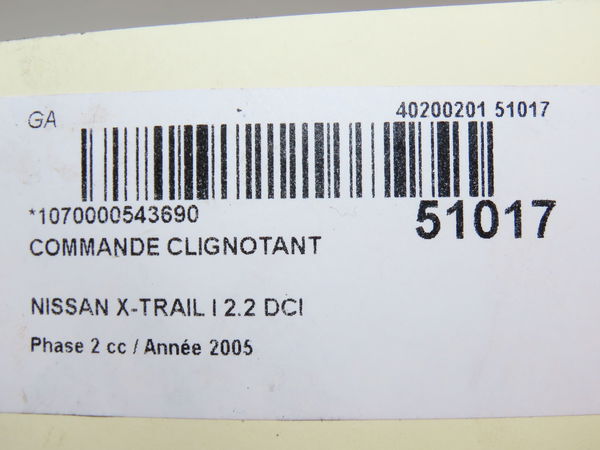 GA 40200201 51017
*1070000543690 51017
COMMANDE CLIGNOTANT
NISSAN X-TRAIL I 2.2 DCI
Phase 2 cc / Année 2005